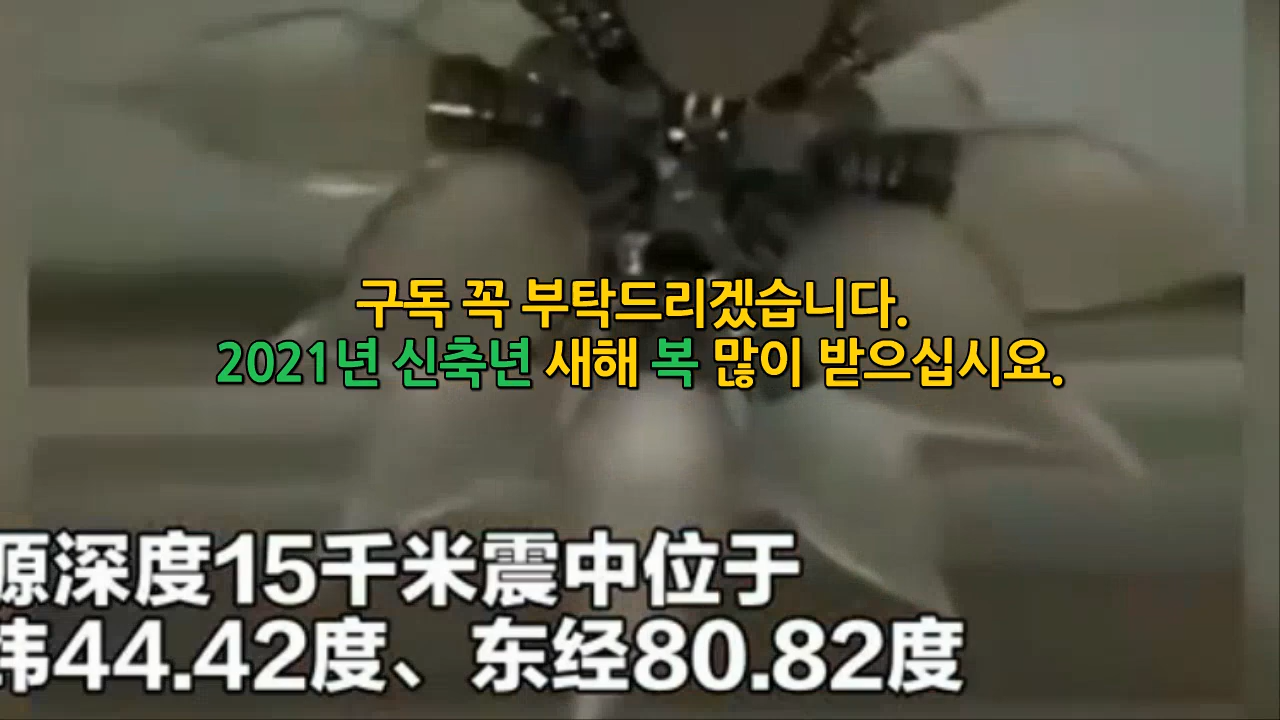 구독 꼭 부탁드리겠습니다.
2021년 신축년 새해 복 많이 받으십시요.
源深度15千米震中位于
纬44.42度、东经80.82度